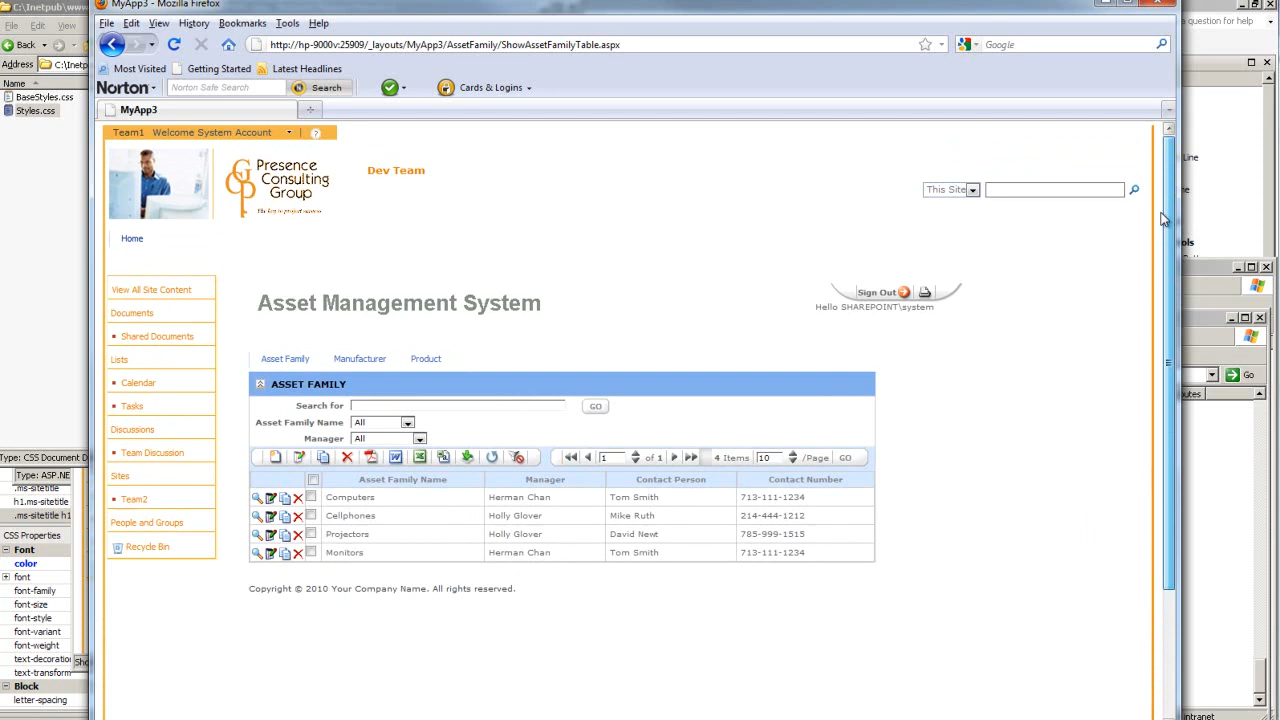 C:\Inetpub\www
MyApp3 - Mozilla Firefox
File Edit View
File Edit View History Bookmarks Tools Help
a question for help
Back
http://hp-9000v:25909/_layouts/MyApp3/AssetFamily/ShowAssetFamilyTable.aspx
Google
Address C:\Inetp
Most Visited Getting Started Latest Headlines
Name
Norton Norton Safe Search Search Cards & Logins
BaseStyles.css
Styles.css
MyApp3
Team1 Welcome System Account
Presence
Consulting
Group
Dev Team
This Site
Line
Home
View All Site Content
Documents
Shared Documents
Lists
Calendar
Tasks
Discussions
Team Discussion
Sites
Team2
People and Groups
Recycle Bin
Asset Management System
Sign Out
Hello SHAREPOINT\system
Asset Family Manufacturer Product
ASSET FAMILY
Search for GO
Asset Family Name All
Manager All
1 of 1 4 Items 10 /Page GO
Asset Family Name Manager Contact Person Contact Number
Computers Herman Chan Tom Smith 713-111-1234
Cellphones Holly Glover Mike Ruth 214-444-1212
Projectors Holly Glover David Newt 785-999-1515
Monitors Herman Chan Tom Smith 713-111-1234
Copyright © 2010 Your Company Name. All rights reserved.
Go
Type: CSS Document Da
Type: ASP.NE
.ms-sitetitle
h1.ms-sitetitle
.ms-sitetitle h1
CSS Properties
Font
color
font
font-family
font-size
font-style
font-variant
font-weight
text-decoration
text-transform
Block
letter-spacing
Sho
intranet